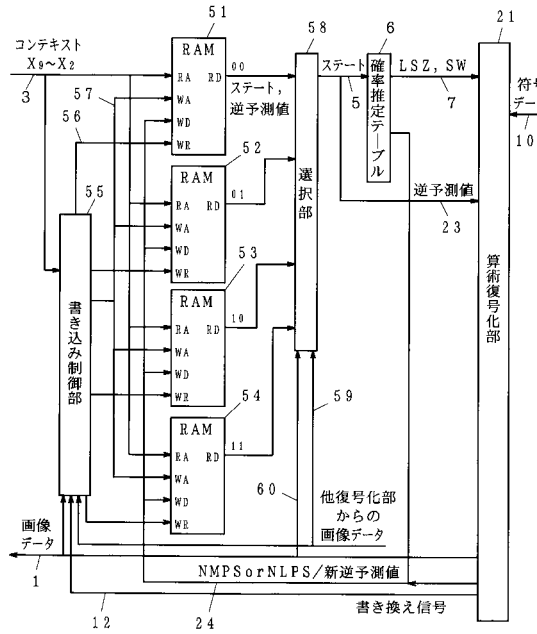 51
58
6
21
コンテキスト
X9～X2
3
57
56
55
RAM
RA RD
WA
WD
WR
00
ステート,
逆予測値
ステート
5
LSZ, SW
7
確率推定テーブル
符号
データ
10
52
RAM
RA RD
WA
WD
WR
01
逆予測値
23
選択部
算術復号化部
53
RAM
RA RD
WA
WD
WR
10
書き込み制御部
54
RAM
RA RD
WA
WD
WR
11
59
60
他復号化部
からの
画像データ
画像
データ
1
NMPSorNLPS/新逆予測値
24
書き換え信号
12